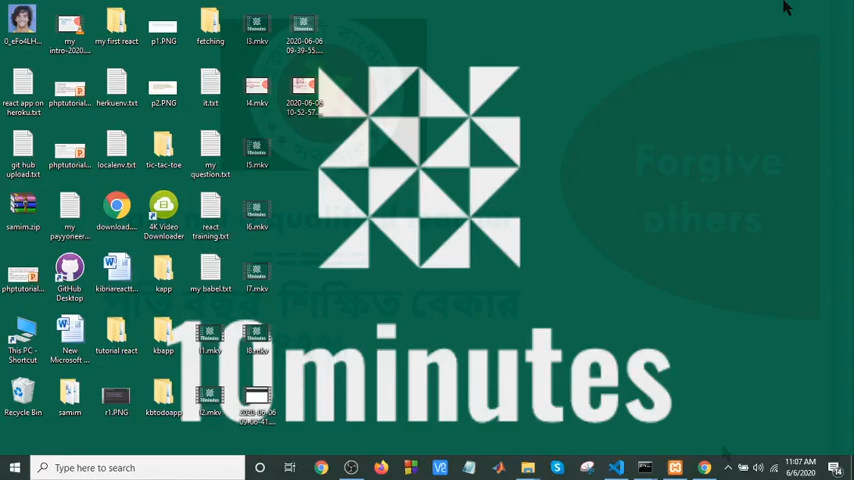 0_eFo4LH...
my
intro-2020....
my first react
p1.PNG
fetching
l3.mkv
2020-06-06
09-39-55....
react app on
heroku.txt
phptutorial...
herkuenv.txt
p2.PNG
it.txt
l4.mkv
2020-06-06
10-52-57....
git hub
upload.txt
phptutorial...
localenv.txt
tic-tac-toe
my
question.txt
l5.mkv
samim.zip
my
payyoneer...
download....
4K Video
Downloader
react
training.txt
l6.mkv
phptutorial...
GitHub
Desktop
kibriareactt...
kapp
my babel.txt
l7.mkv
This PC -
Shortcut
New
Microsoft ...
tutorial react
kbapp
l1.mkv
l8.mkv
Recycle Bin
samim
r1.PNG
kbtodoapp
l2.mkv
2020-06-06
09-06-41....
Forgive
others
শিক্ষিত বেকার
10minutes
Type here to search
11:07 AM
6/6/2020
14